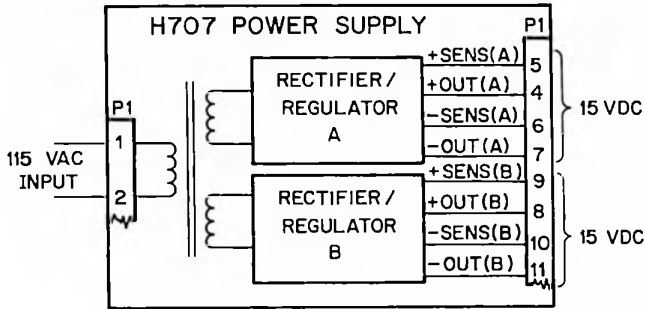 H707 POWER SUPPLY
P1
P1
1
2
115 VAC
INPUT
RECTIFIER/
REGULATOR
A
+SENS(A)
5
+OUT(A)
4
-SENS(A)
6
-OUT(A)
7
15 VDC
RECTIFIER/
REGULATOR
B
+SENS(B)
9
+OUT(B)
8
-SENS(B)
10
-OUT(B)
11
15 VDC